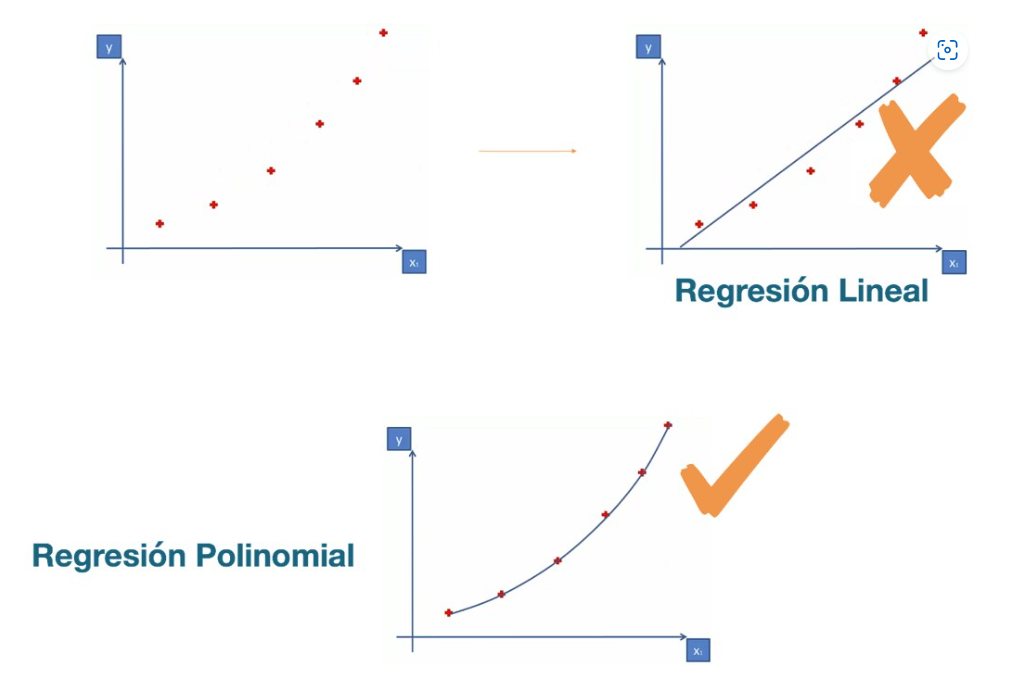 y
y
x₁
x₁
Regresión Lineal
y
Regresión Polinomial
x₁